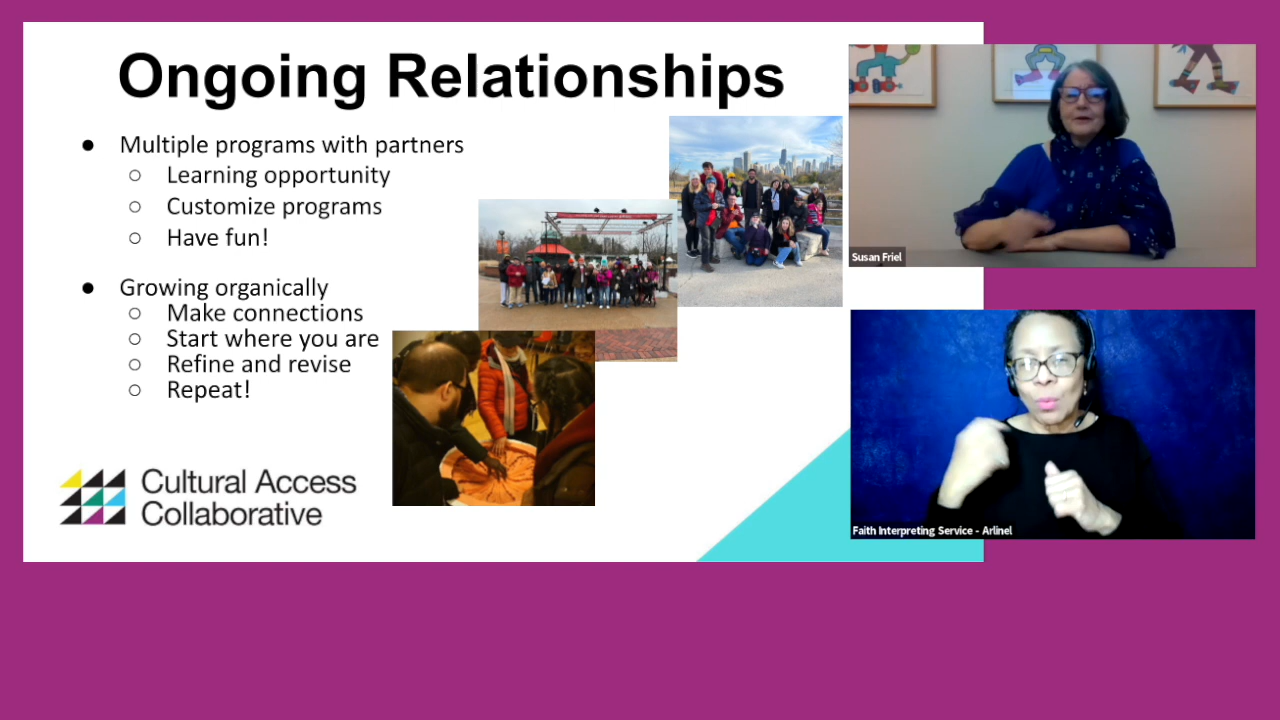 Ongoing Relationships
● Multiple programs with partners
○ Learning opportunity
○ Customize programs
○ Have fun!
● Growing organically
○ Make connections
○ Start where you are
○ Refine and revise
○ Repeat!
Cultural Access
Collaborative
Susan Friel
Faith Interpreting Service - Arlinel